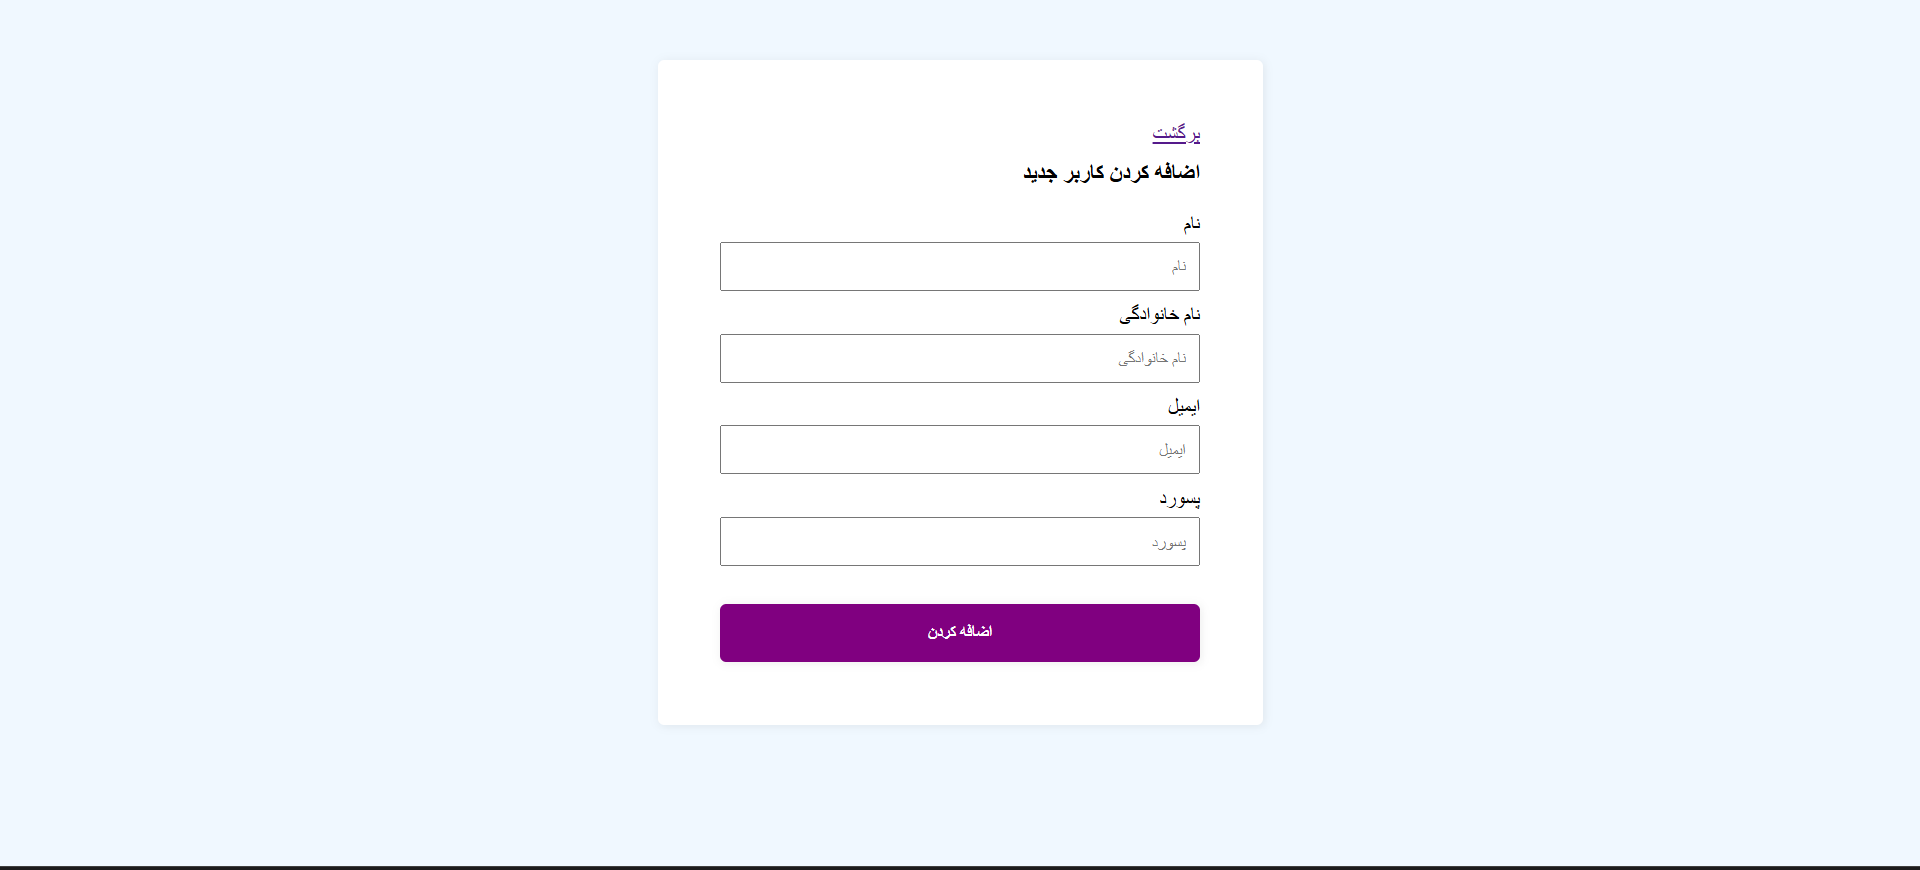 برگشت
اضافه کردن کاربر جدید
نام
نام
نام خانوادگی
نام خانوادگی
ایمیل
ایمیل
پسورد
پسورد
اضافه کردن